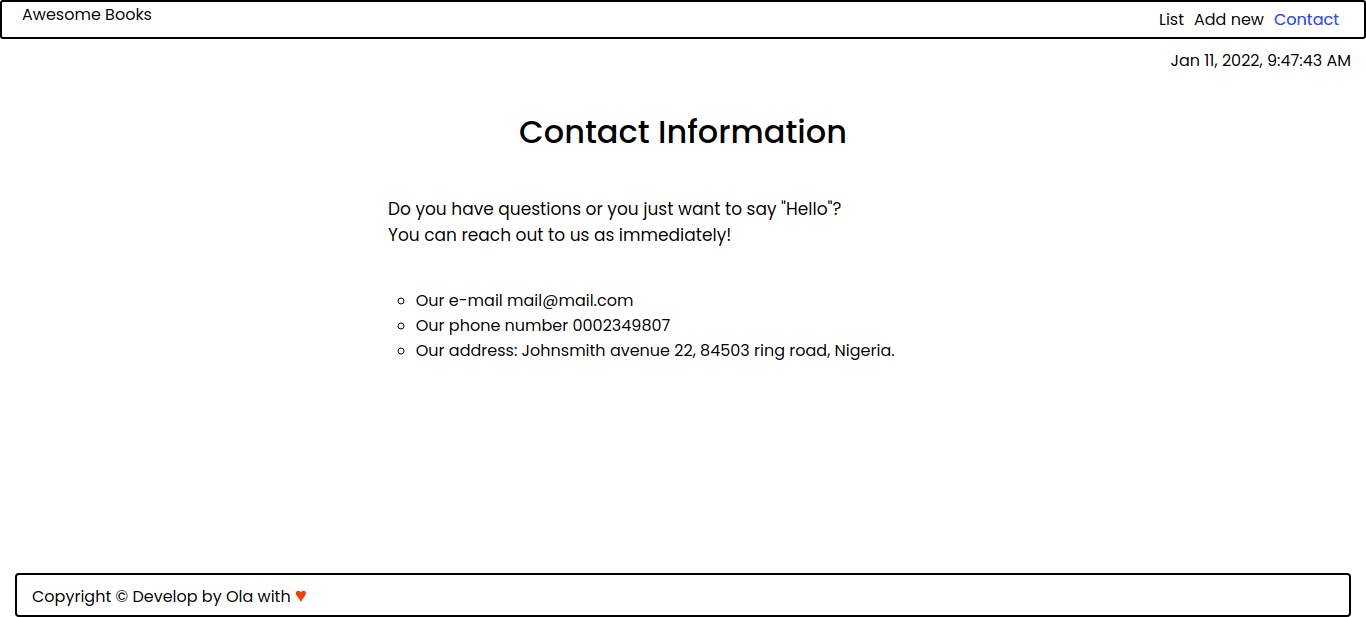 Awesome Books
List Add new Contact
Jan 11, 2022, 9:47:43 AM
Contact Information
Do you have questions or you just want to say "Hello"?
You can reach out to us as immediately!
Our e-mail mail@mail.com
Our phone number 0002349807
Our address: Johnsmith avenue 22, 84503 ring road, Nigeria.
Copyright © Develop by Ola with ♥